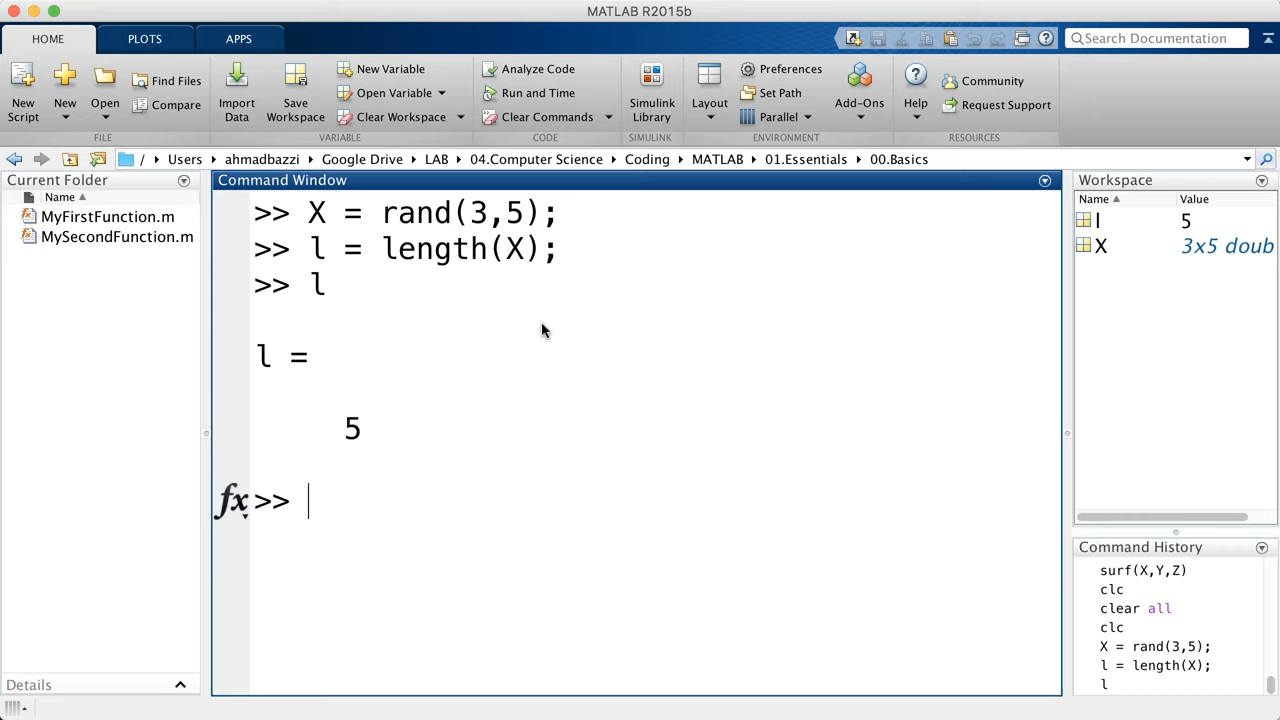 MATLAB R2015b
HOME
PLOTS
APPS
Search Documentation
New Script
New
Open
Find Files
Compare
FILE
Import Data
Save Workspace
New Variable
Open Variable
Clear Workspace
VARIABLE
Analyze Code
Run and Time
Clear Commands
CODE
Simulink Library
SIMULINK
Layout
Preferences
Set Path
Parallel
ENVIRONMENT
Add-Ons
Help
Community
Request Support
RESOURCES
/ Users ahmadbazzi Google Drive LAB 04.Computer Science Coding MATLAB 01.Essentials 00.Basics
Current Folder
Name
MyFirstFunction.m
MySecondFunction.m
Details
Command Window
>> X = rand(3,5);
>> l = length(X);
>> l
l =
5
fx >>
Workspace
Name Value
l 5
X 3x5 doub
Command History
surf(X,Y,Z)
clc
clear all
clc
X = rand(3,5);
l = length(X);
l